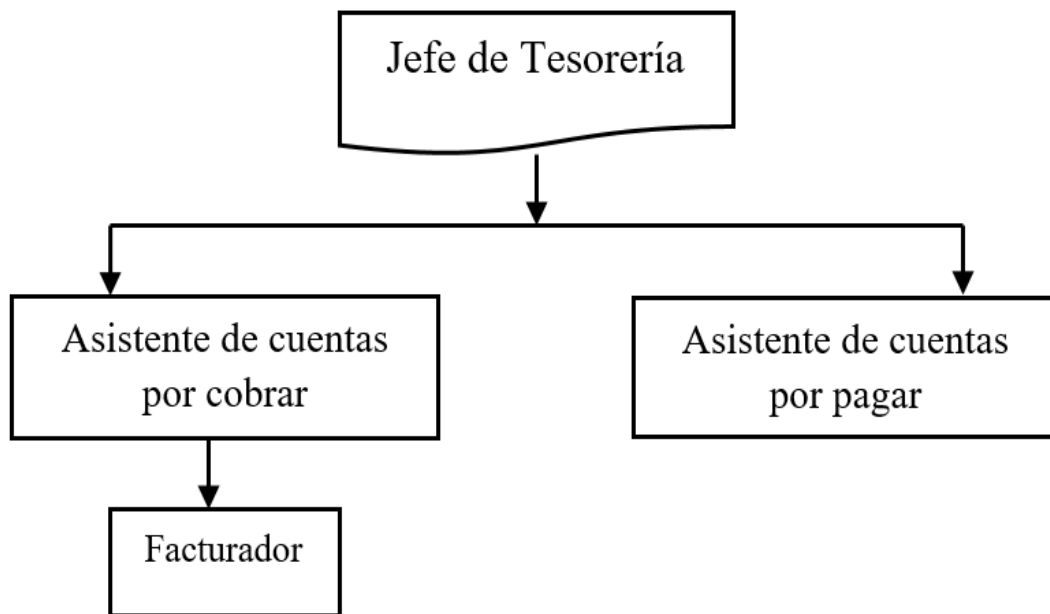 Jefe de Tesorería
Asistente de cuentas
por cobrar
Asistente de cuentas
por pagar
Facturador